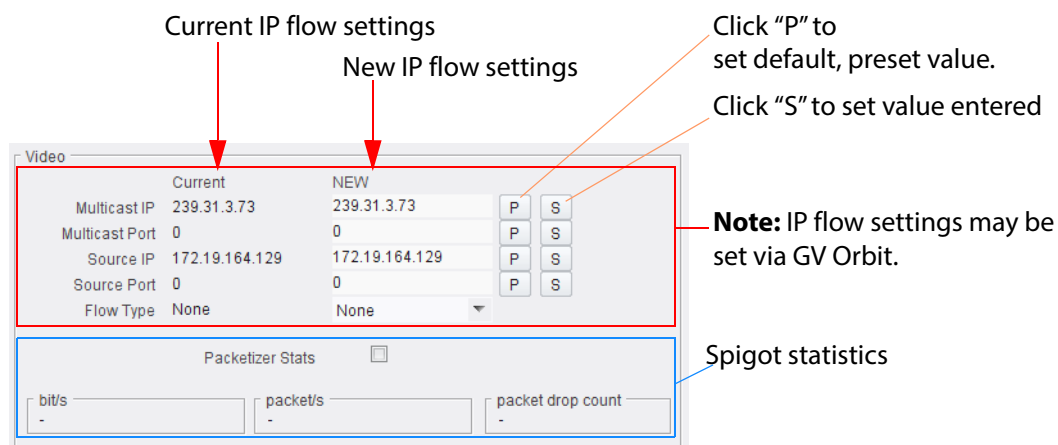 Current IP flow settings
New IP flow settings
Click “P” to
set default, preset value.
Click “S” to set value entered
Video
Current NEW
Multicast IP 239.31.3.73 239.31.3.73 P S
Multicast Port 0 0 P S
Source IP 172.19.164.129 172.19.164.129 P S
Source Port 0 0 P S
Flow Type None None
Note: IP flow settings may be
set via GV Orbit.
Packetizer Stats
Spigot statistics
bit/s packet/s packet drop count
- - -